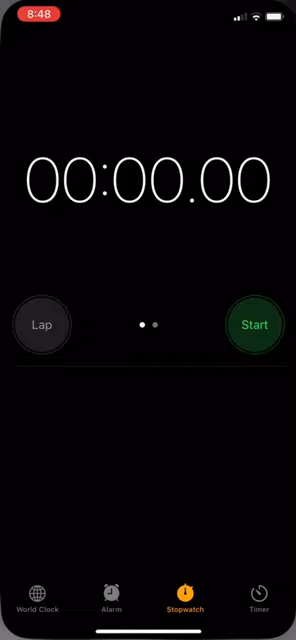 8:48
00:00.00
Lap
Start
World Clock
Alarm
Stopwatch
Timer